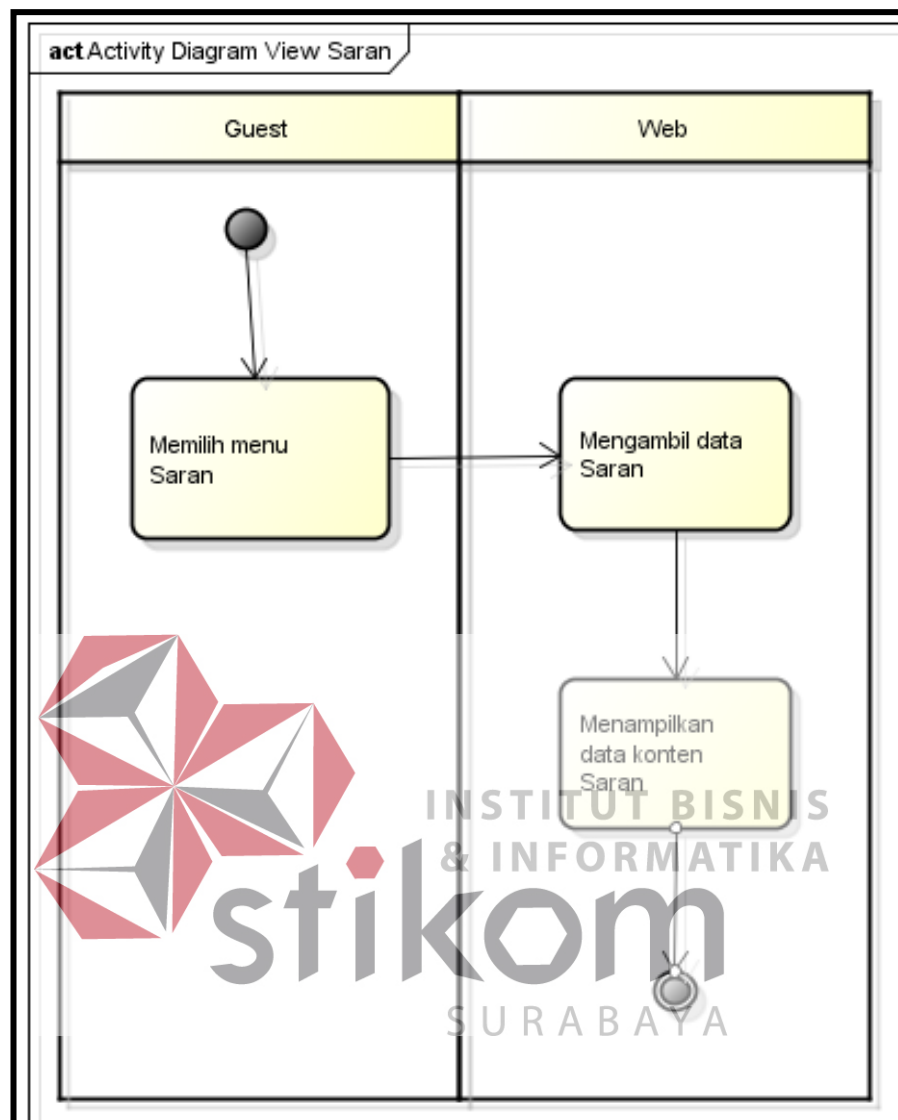 act Activity Diagram View Saran
Guest
Web
Memilih menu
Saran
Mengambil data
Saran
Menampilkan
data konten
Saran
INSTITUT BISNIS
& INFORMATIKA
stikom
SURABAYA